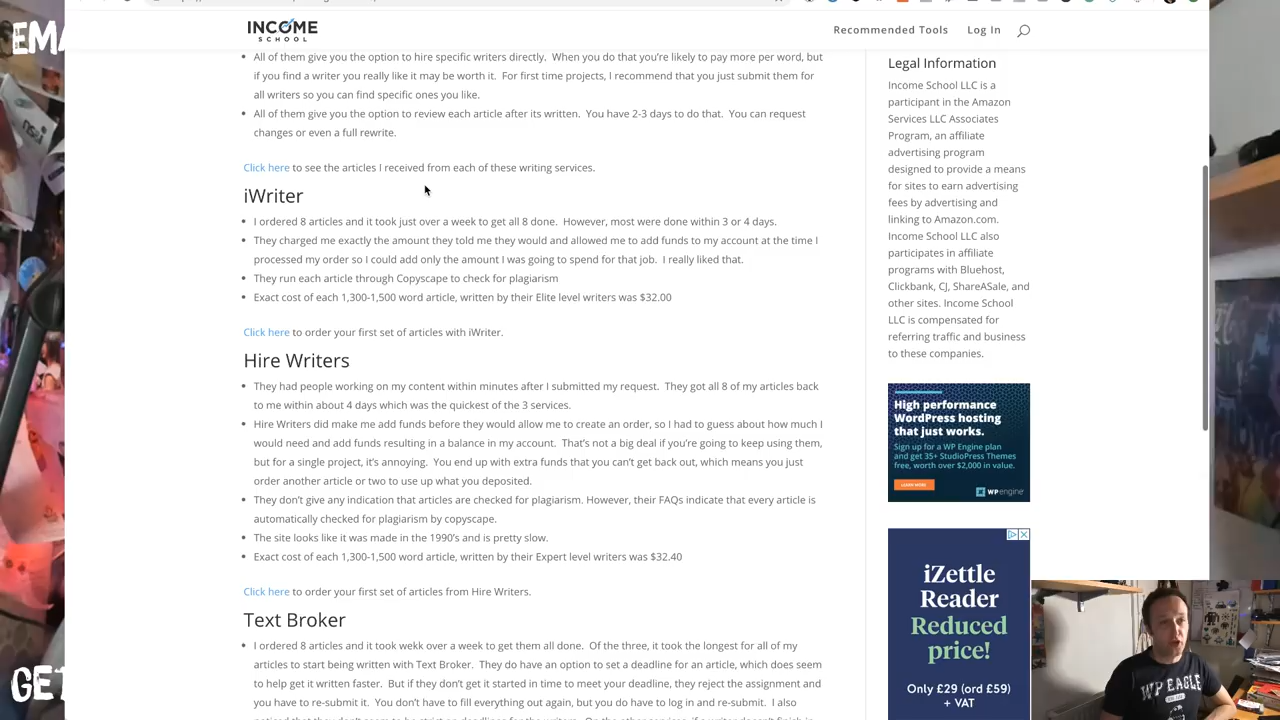 EMA
INCOME
SCHOOL
Recommended Tools
Log In
All of them give you the option to hire specific writers directly.  When you do that you're likely to pay more per word, but
if you find a writer you really like it may be worth it.  For first time projects, I recommend that you just submit them for
all writers so you can find specific ones you like.
All of them give you the option to review each article after its written.  You have 2-3 days to do that.  You can request
changes or even a full rewrite.
Click here to see the articles I received from each of these writing services.
iWriter
I ordered 8 articles and it took just over a week to get all 8 done.  However, most were done within 3 or 4 days.
They charged me exactly the amount they told me they would and allowed me to add funds to my account at the time I
processed my order so I could add only the amount I was going to spend for that job.  I really liked that.
They run each article through Copyscape to check for plagiarism
Exact cost of each 1,300-1,500 word article, written by their Elite level writers was $32.00
Click here to order your first set of articles with iWriter.
Hire Writers
They had people working on my content within minutes after I submitted my request.  They got all 8 of my articles back
to me within about 4 days which was the quickest of the 3 services.
Hire Writers did make me add funds before they would allow me to create an order, so I had to guess about how much I
would need and add funds resulting in a balance in my account.  That's not a big deal if you're going to keep using them,
but for a single project, it's annoying.  You end up with extra funds that you can't get back out, which means you just
order another article or two to use up what you deposited.
They don't give any indication that articles are checked for plagiarism. However, their FAQs indicate that every article is
automatically checked for plagiarism by copyscape.
The site looks like it was made in the 1990's and is pretty slow.
Exact cost of each 1,300-1,500 word article, written by their Expert level writers was $32.40
Click here to order your first set of articles from Hire Writers.
Text Broker
I ordered 8 articles and it took wekk over a week to get them all done.  Of the three, it took the longest for all of my
articles to start being written with Text Broker.  They do have an option to set a deadline for an article, which does seem
to help get it written faster.  But if they don't get it started in time to meet your deadline, they reject the assignment and
you have to re-submit it.  You don't have to fill everything out again, but you do have to log in and re-submit.  I also
Legal Information
Income School LLC is a
participant in the Amazon
Services LLC Associates
Program, an affiliate
advertising program
designed to provide a means
for sites to earn advertising
fees by advertising and
linking to Amazon.com.
Income School LLC also
participates in affiliate
programs with Bluehost,
Clickbank, CJ, ShareASale, and
other sites. Income School
LLC is compensated for
referring traffic and business
to these companies.
High performance
WordPress hosting
that just works.
Sign up for a WP Engine plan
and get 35+ StudioPress Themes
free, worth over $2,000 in value.
LEARN MORE
WPengine
iZettle
Reader
Reduced
price!
Only £29 (ord £59)
+ VAT
GET
WP EAGLE